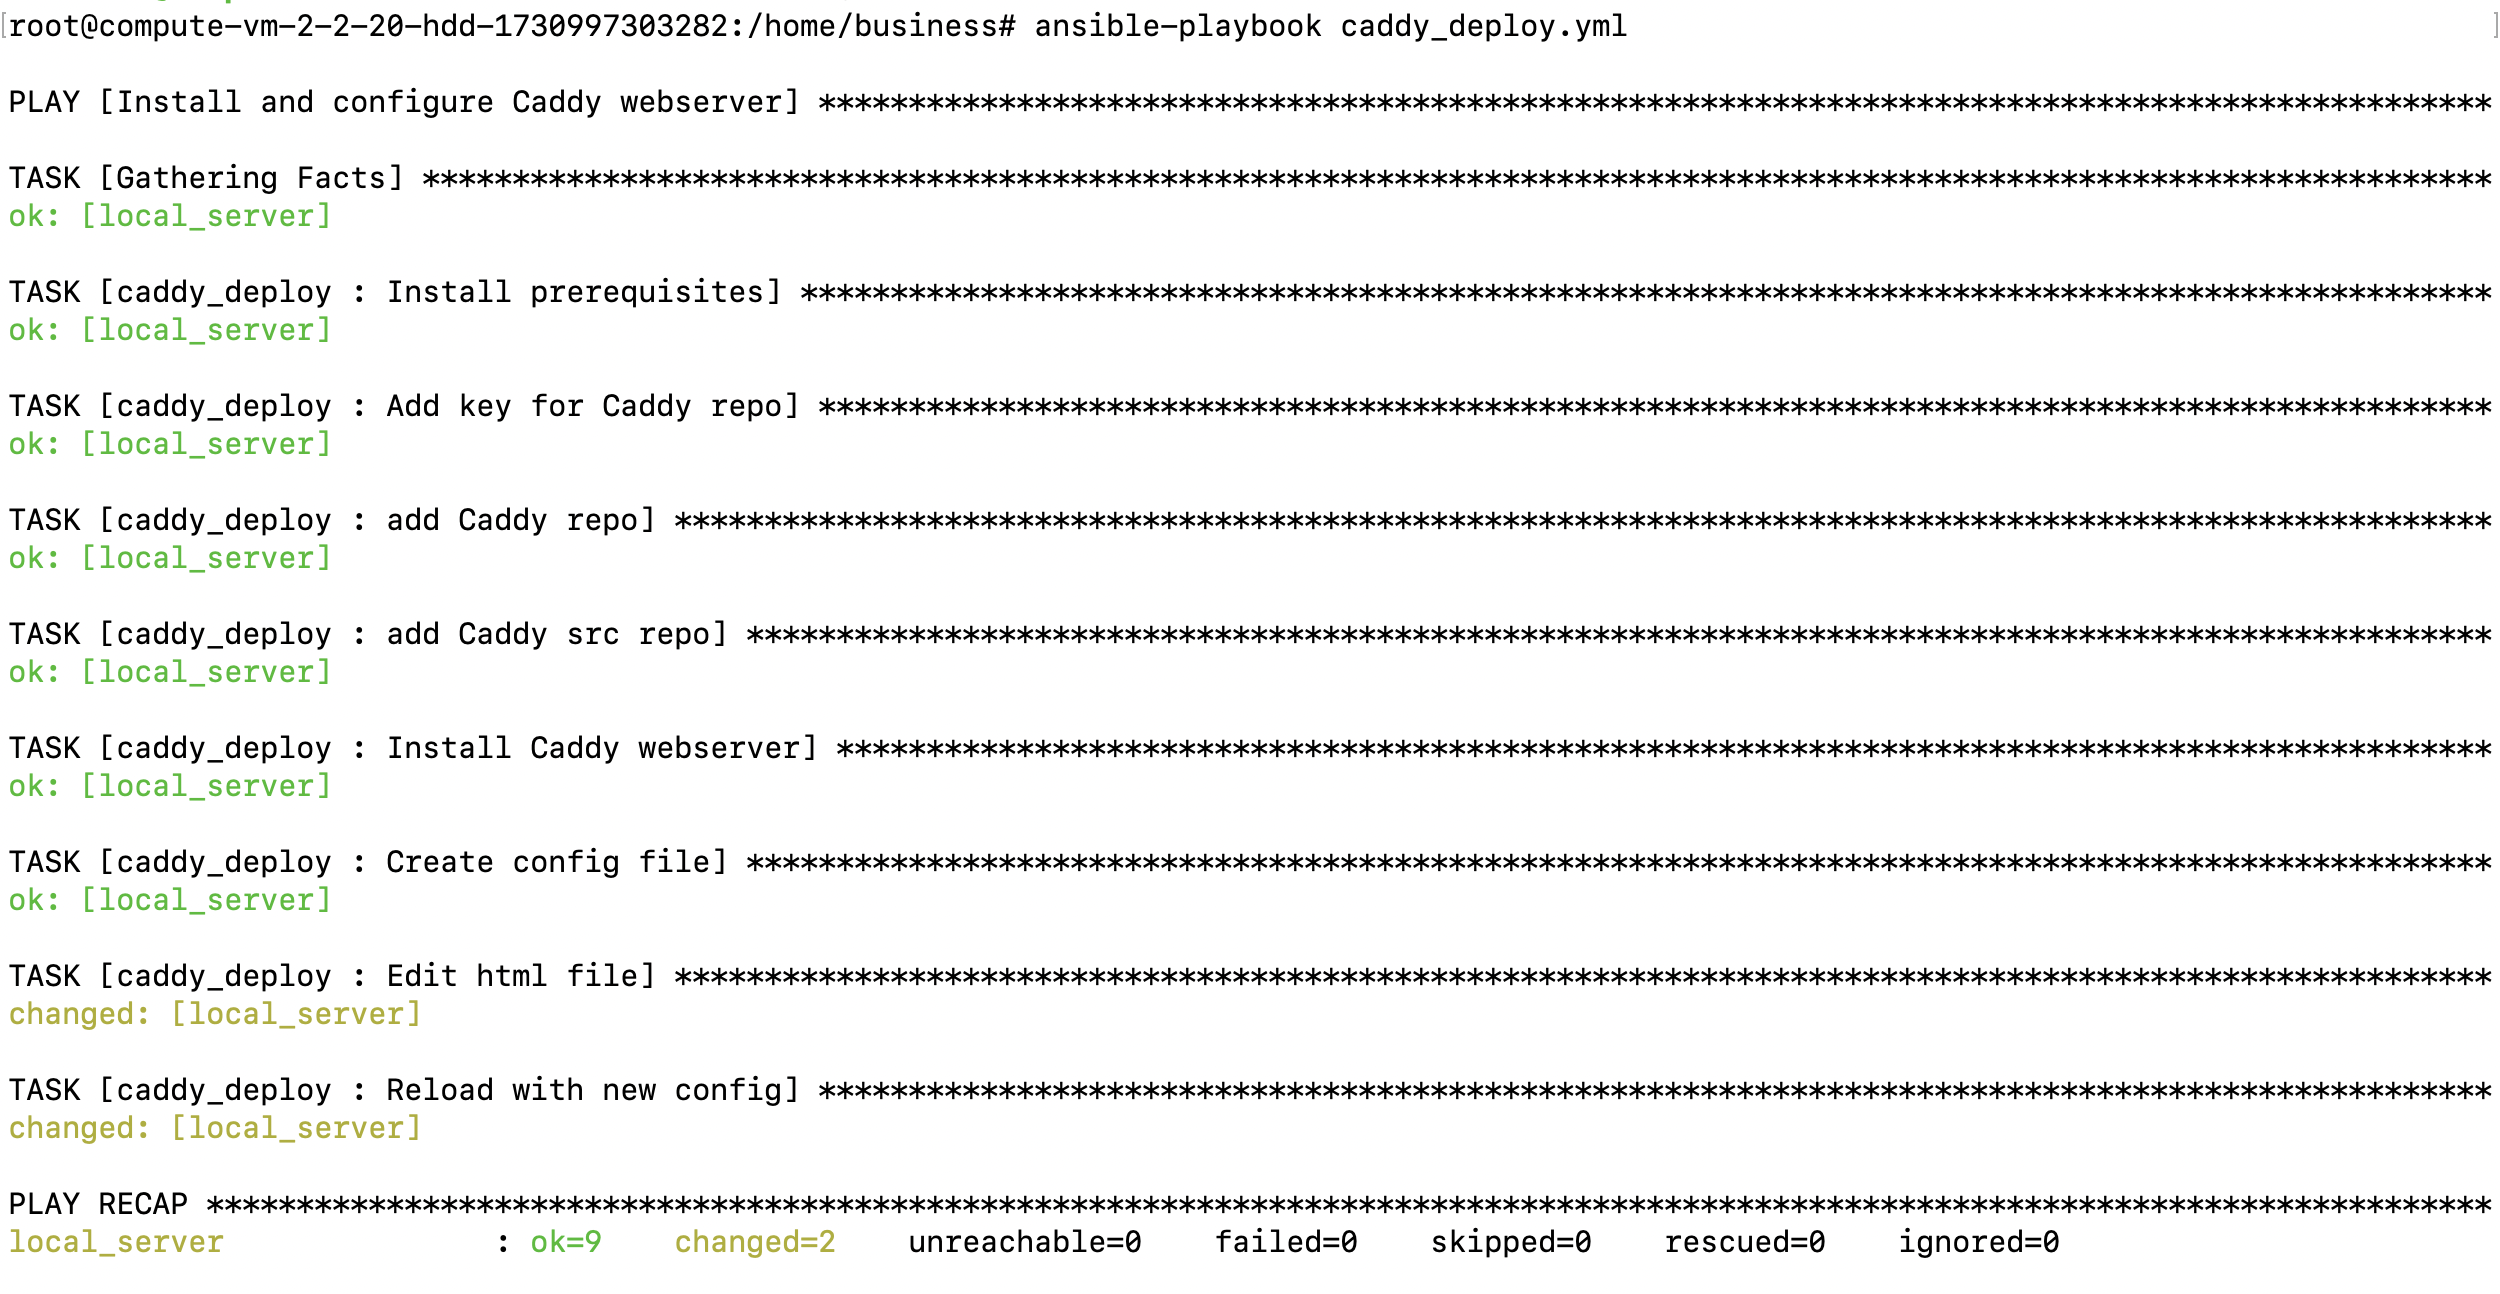 [root@compute-vm-2-2-20-hdd-1730997303282:/home/business# ansible-playbook caddy_deploy.yml ]
PLAY [Install and configure Caddy webserver] *********************************************************************************************
TASK [Gathering Facts] *******************************************************************************************************************
ok: [local_server]
TASK [caddy_deploy : Install prerequisites] **********************************************************************************************
ok: [local_server]
TASK [caddy_deploy : Add key for Caddy repo] *********************************************************************************************
ok: [local_server]
TASK [caddy_deploy : add Caddy repo] *****************************************************************************************************
ok: [local_server]
TASK [caddy_deploy : add Caddy src repo] *************************************************************************************************
ok: [local_server]
TASK [caddy_deploy : Install Caddy webserver] ********************************************************************************************
ok: [local_server]
TASK [caddy_deploy : Create config file] *************************************************************************************************
ok: [local_server]
TASK [caddy_deploy : Edit html file] *****************************************************************************************************
changed: [local_server]
TASK [caddy_deploy : Reload with new config] *********************************************************************************************
changed: [local_server]
PLAY RECAP *******************************************************************************************************************************
local_server               : ok=9    changed=2    unreachable=0    failed=0    skipped=0    rescued=0    ignored=0